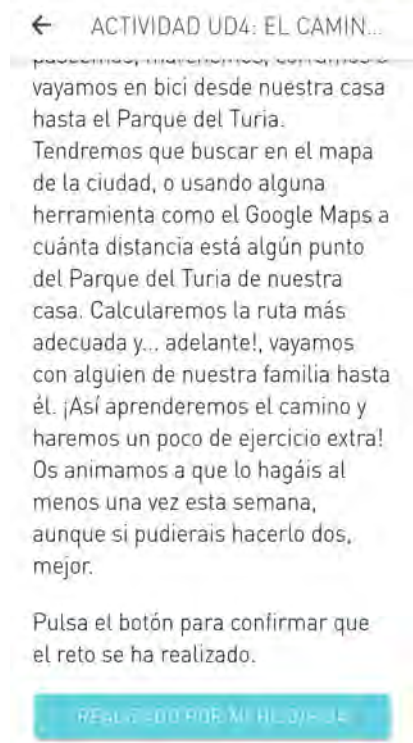 ← ACTIVIDAD UD4: EL CAMIN...
vayamos en bici desde nuestra casa
hasta el Parque del Turia.
Tendremos que buscar en el mapa
de la ciudad, o usando alguna
herramienta como el Google Maps a
cuánta distancia está algún punto
del Parque del Turia de nuestra
casa. Calcularemos la ruta más
adecuada y... adelante!, vayamos
con alguien de nuestra familia hasta
él. ¡Así aprenderemos el camino y
haremos un poco de ejercicio extra!
Os animamos a que lo hagáis al
menos una vez esta semana,
aunque si pudierais hacerlo dos,
mejor.
Pulsa el botón para confirmar que
el reto se ha realizado.
REALIZADO POR MI HIJO/HIJA